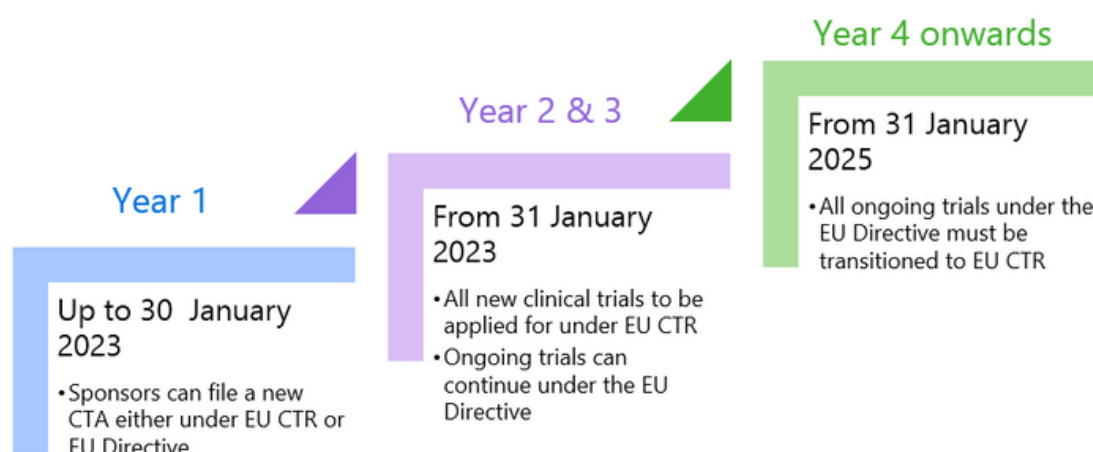 Year 1
Up to 30 January
2023
•Sponsors can file a new
CTA either under EU CTR or
EU Directive
Year 2 & 3
From 31 January
2023
•All new clinical trials to be
applied for under EU CTR
•Ongoing trials can
continue under the EU
Directive
Year 4 onwards
From 31 January
2025
•All ongoing trials under the
EU Directive must be
transitioned to EU CTR